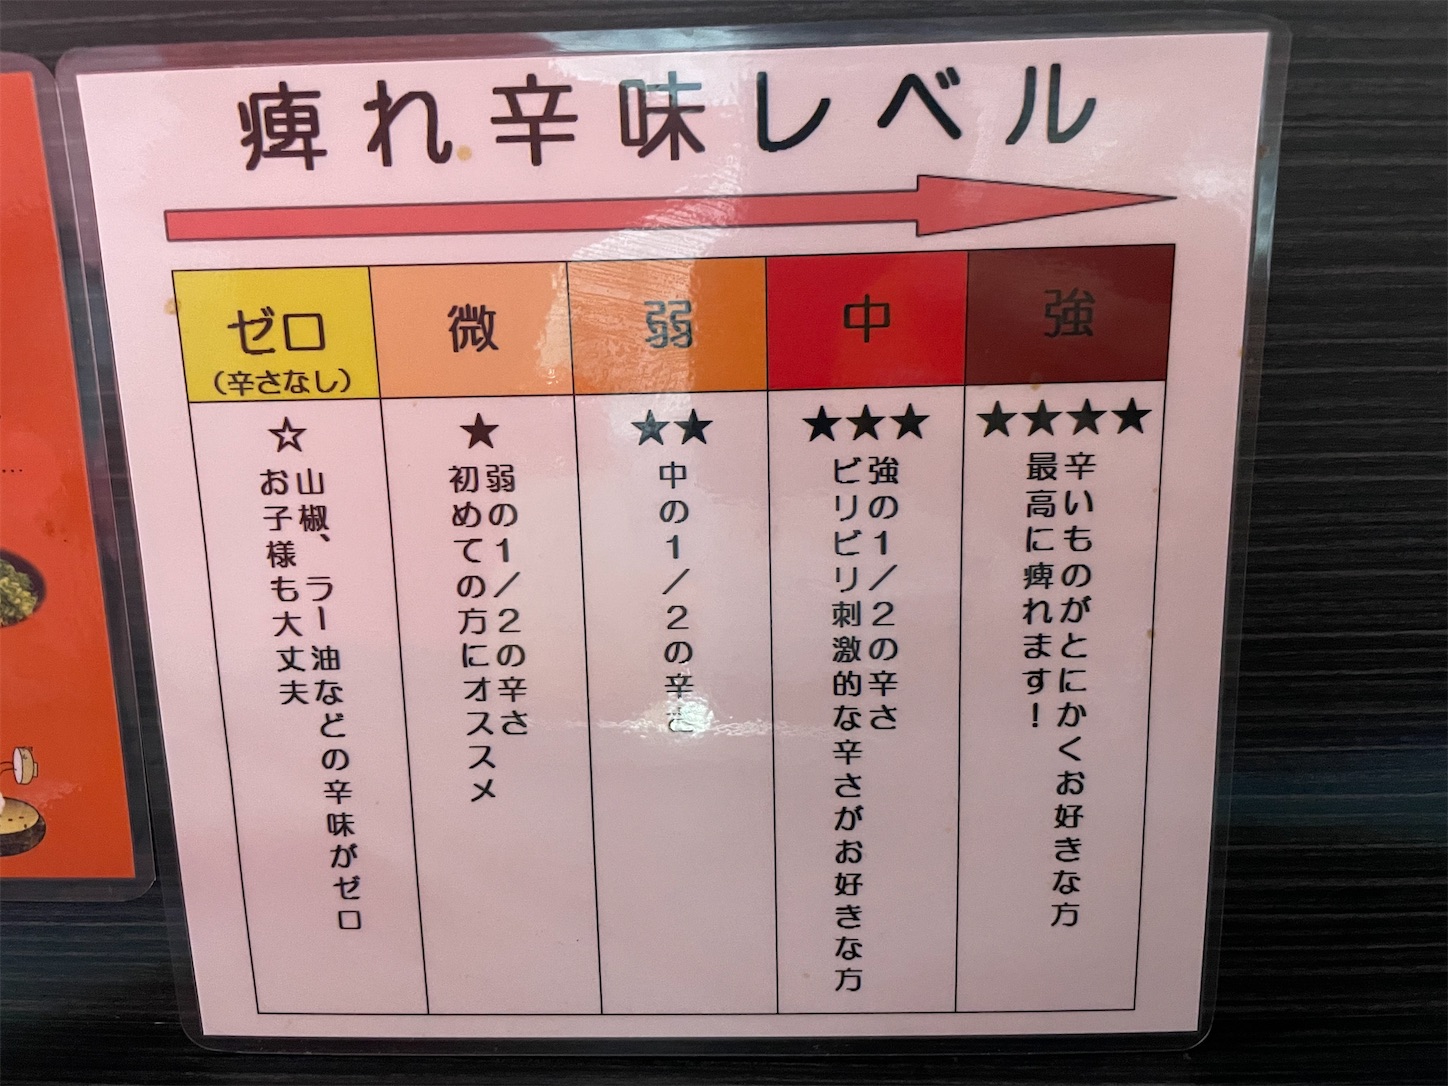 痺れ辛味レベル
ゼロ
(辛さなし)
☆
山椒、ラー油などの辛味がゼロ
お子様も大丈夫
微
★
弱の1/2の辛さ
初めての方にオススメ
弱
★★
中の1/2の辛さ
中
★★★
強の1/2の辛さ
ビリビリ刺激的な辛さがお好きな方
強
★★★★
辛いものがとにかくお好きな方
最高に痺れます!